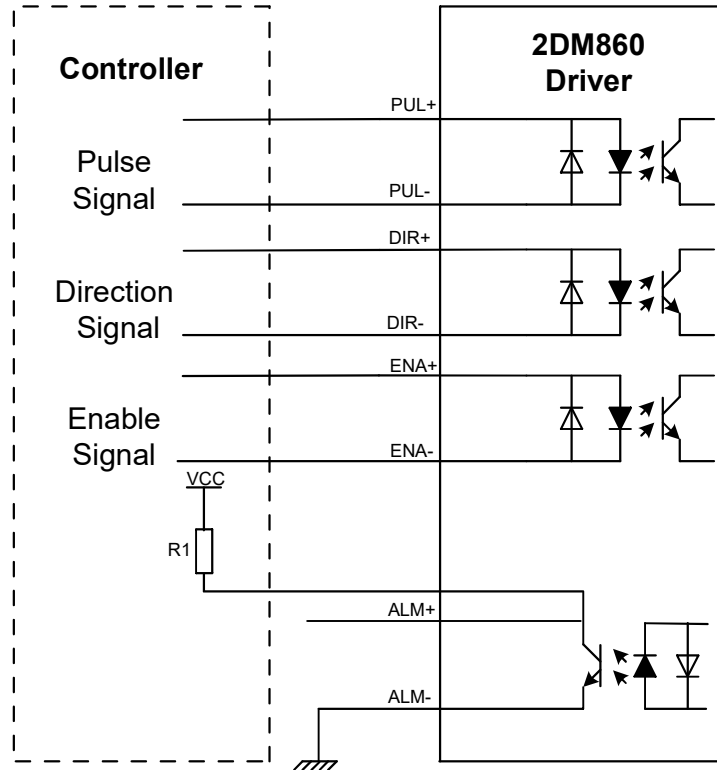 Controller
2DM860
Driver
PUL+
Pulse
Signal
PUL-
DIR+
Direction
Signal
DIR-
ENA+
Enable
Signal
ENA-
VCC
R1
ALM+
ALM-